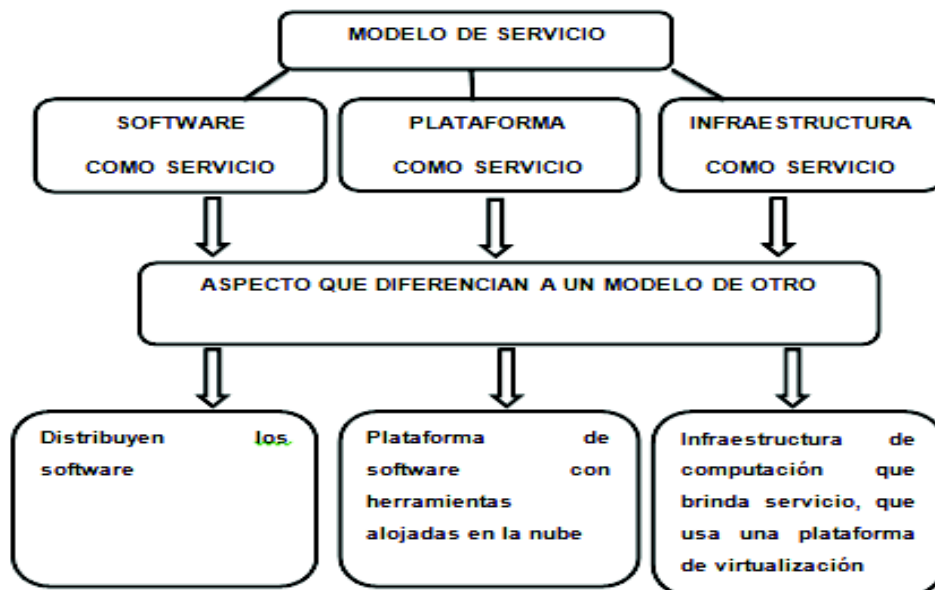 MODELO DE SERVICIO
SOFTWARE
COMO SERVICIO
PLATAFORMA
COMO SERVICIO
INFRAESTRUCTURA
COMO SERVICIO
ASPECTO QUE DIFERENCIAN A UN MODELO DE OTRO
Distribuyen los
software
Plataforma de
software con
herramientas
alojadas en la nube
Infraestructura de
computación que
brinda servicio, que
usa una plataforma
de virtualización